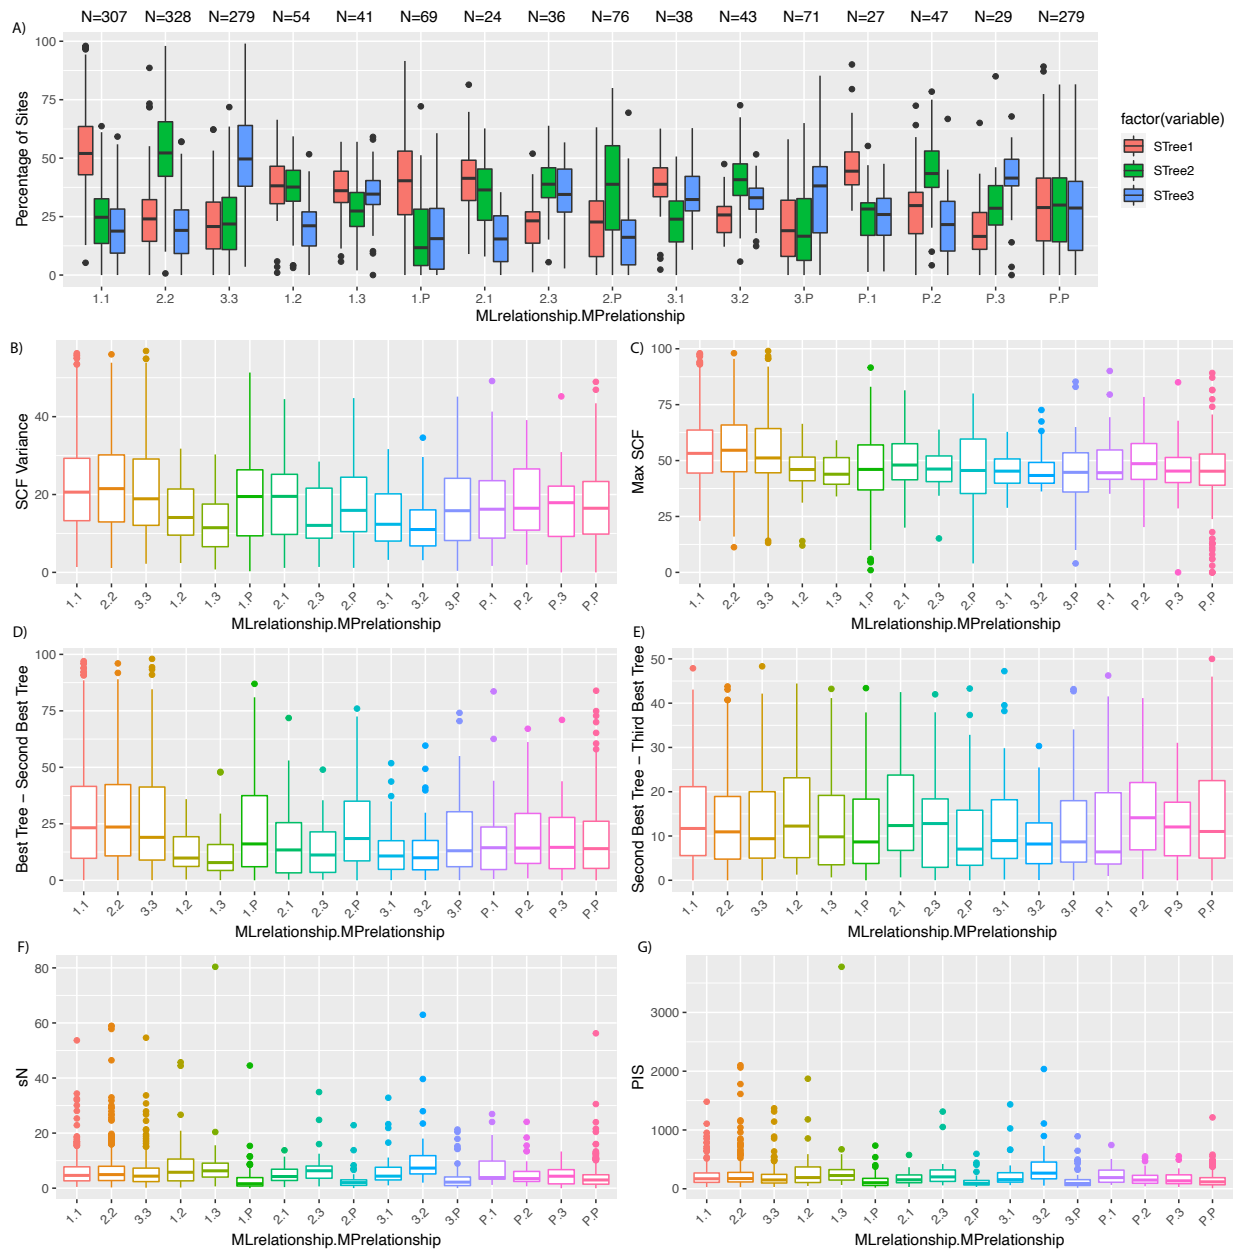 N=307 N=328 N=279 N=54 N=41 N=69 N=24 N=36 N=76 N=38 N=43 N=71 N=27 N=47 N=29 N=279
A)
100
75
50
25
0
Percentage of Sites
1.1 2.2 3.3 1.2 1.3 1.P 2.1 2.3 2.P 3.1 3.2 3.P P.1 P.2 P.3 P.P
MLrelationship.MPrelationship
factor(variable)
STree1
STree2
STree3
B)
40
20
0
SCF Variance
1.1 2.2 3.3 1.2 1.3 1.P 2.1 2.3 2.P 3.1 3.2 3.P P.1 P.2 P.3 P.P
MLrelationship.MPrelationship
C)
100
75
50
25
0
Max SCF
1.1 2.2 3.3 1.2 1.3 1.P 2.1 2.3 2.P 3.1 3.2 3.P P.1 P.2 P.3 P.P
MLrelationship.MPrelationship
D)
100
75
50
25
0
Best Tree − Second Best Tree
1.1 2.2 3.3 1.2 1.3 1.P 2.1 2.3 2.P 3.1 3.2 3.P P.1 P.2 P.3 P.P
MLrelationship.MPrelationship
E)
50
40
30
20
10
0
Second Best Tree − Third Best Tree
1.1 2.2 3.3 1.2 1.3 1.P 2.1 2.3 2.P 3.1 3.2 3.P P.1 P.2 P.3 P.P
MLrelationship.MPrelationship
F)
80
60
40
20
0
sN
1.1 2.2 3.3 1.2 1.3 1.P 2.1 2.3 2.P 3.1 3.2 3.P P.1 P.2 P.3 P.P
MLrelationship.MPrelationship
G)
3000
2000
1000
0
PIS
1.1 2.2 3.3 1.2 1.3 1.P 2.1 2.3 2.P 3.1 3.2 3.P P.1 P.2 P.3 P.P
MLrelationship.MPrelationship